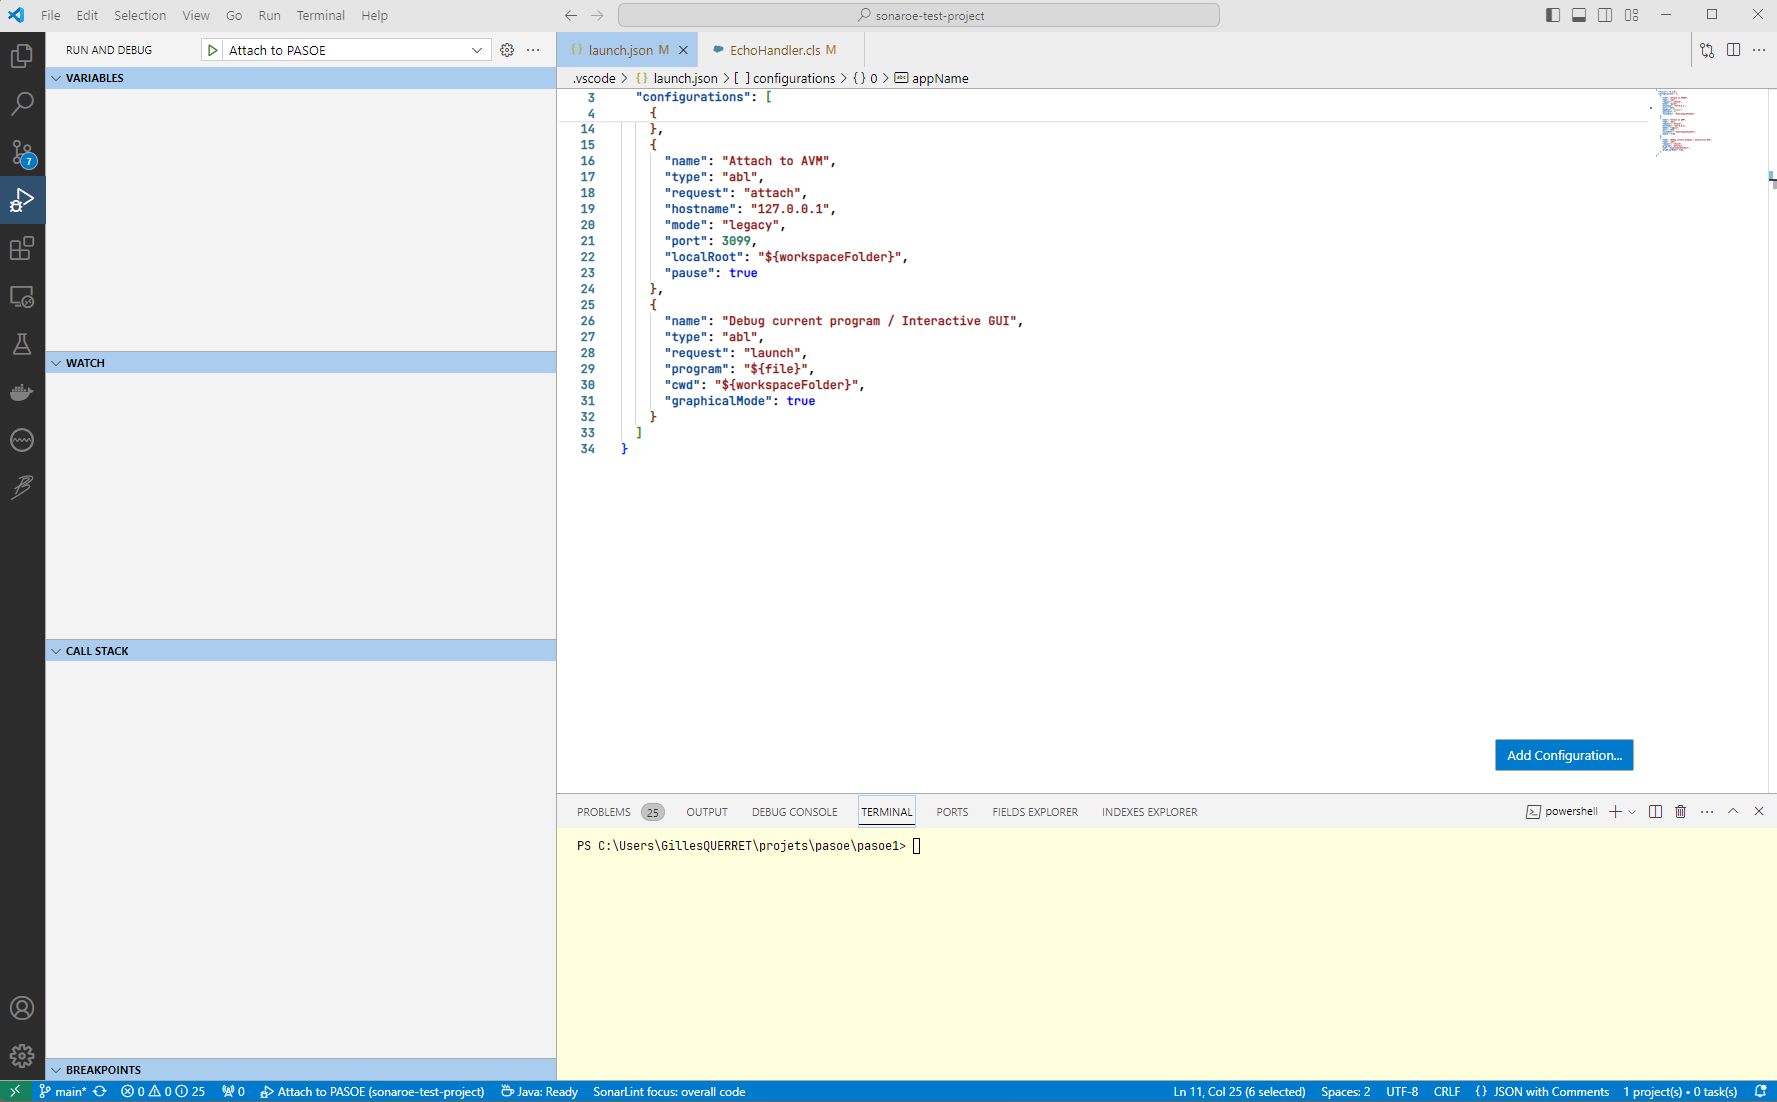 File Edit Selection View Go Run Terminal Help
sonaroe-test-project
RUN AND DEBUG
Attach to PASOE
VARIABLES
WATCH
CALL STACK
BREAKPOINTS
7
launch.json M
EchoHandler.cls M
.vscode > {} launch.json > [ ] configurations > {} 0 > abc appName
3 "configurations": [
4 {
14 },
15 {
16 "name": "Attach to AVM",
17 "type": "abl",
18 "request": "attach",
19 "hostname": "127.0.0.1",
20 "mode": "legacy",
21 "port": 3099,
22 "localRoot": "${workspaceFolder}",
23 "pause": true
24 },
25 {
26 "name": "Debug current program / Interactive GUI",
27 "type": "abl",
28 "request": "launch",
29 "program": "${file}",
30 "cwd": "${workspaceFolder}",
31 "graphicalMode": true
32 }
33 ]
34 }
Add Configuration...
PROBLEMS 25 OUTPUT DEBUG CONSOLE TERMINAL PORTS FIELDS EXPLORER INDEXES EXPLORER
powershell
PS C:\Users\GillesQUERRET\projets\pasoe\pasoe1>
main* 0 0 25 0 Attach to PASOE (sonaroe-test-project) Java: Ready SonarLint focus: overall code
Ln 11, Col 25 (6 selected) Spaces: 2 UTF-8 CRLF {} JSON with Comments 1 project(s) • 0 task(s)